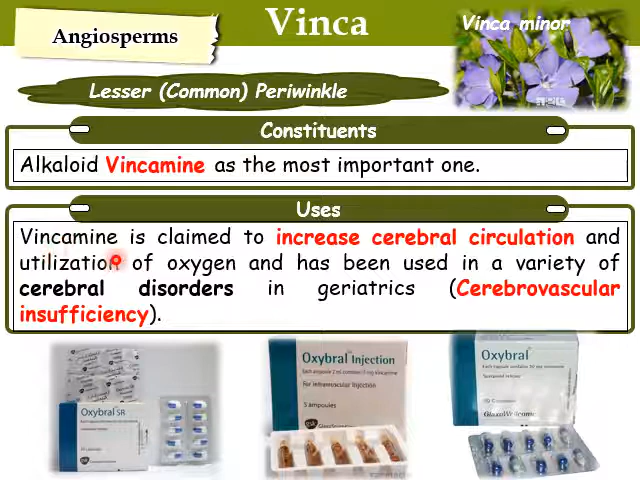 Vinca
Vinca minor
Angiosperms
Lesser (Common) Periwinkle
Constituents
Alkaloid Vincamine as the most important one.
Uses
Vincamine is claimed to increase cerebral circulation and
utilization of oxygen and has been used in a variety of
cerebral disorders in geriatrics (Cerebrovascular
insufficiency).
Oxybral SR
Oxybral Injection
For intramuscular injection
5 ampoules
Oxybral
GlaxoWellcome